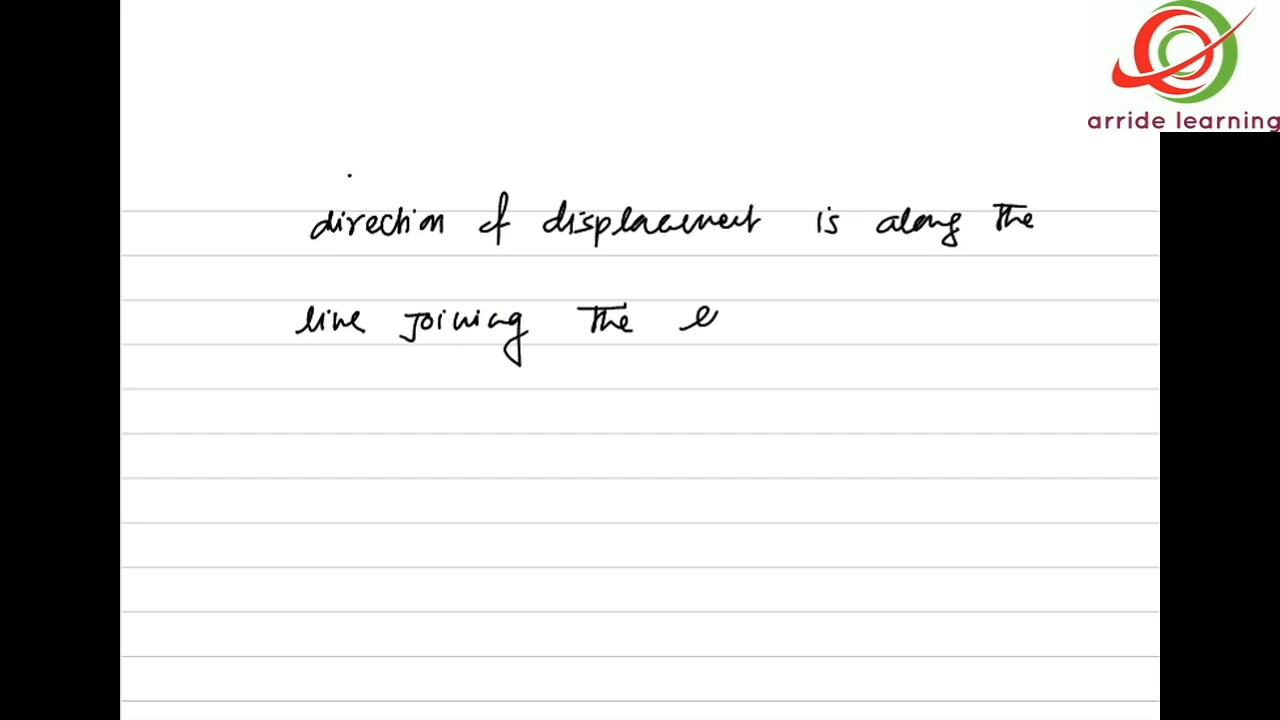 arride learning
direction of displacement is along the
line joining the e